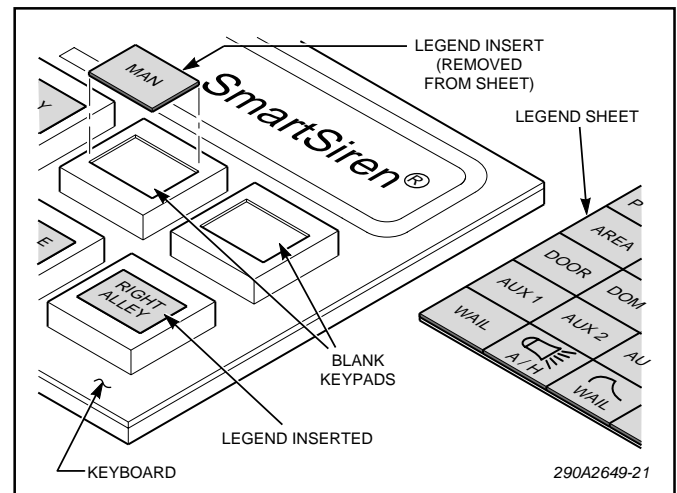 LEGEND INSERT
(REMOVED
FROM SHEET)
MAN
SmartSiren®
LEGEND SHEET
Y
E
RIGHT
ALLEY
P
AREA
DOOR
DOM
AUX 1
AUX 2
AU
WAIL
A / H
WAIL
BLANK
KEYPADS
LEGEND INSERTED
KEYBOARD
290A2649-21